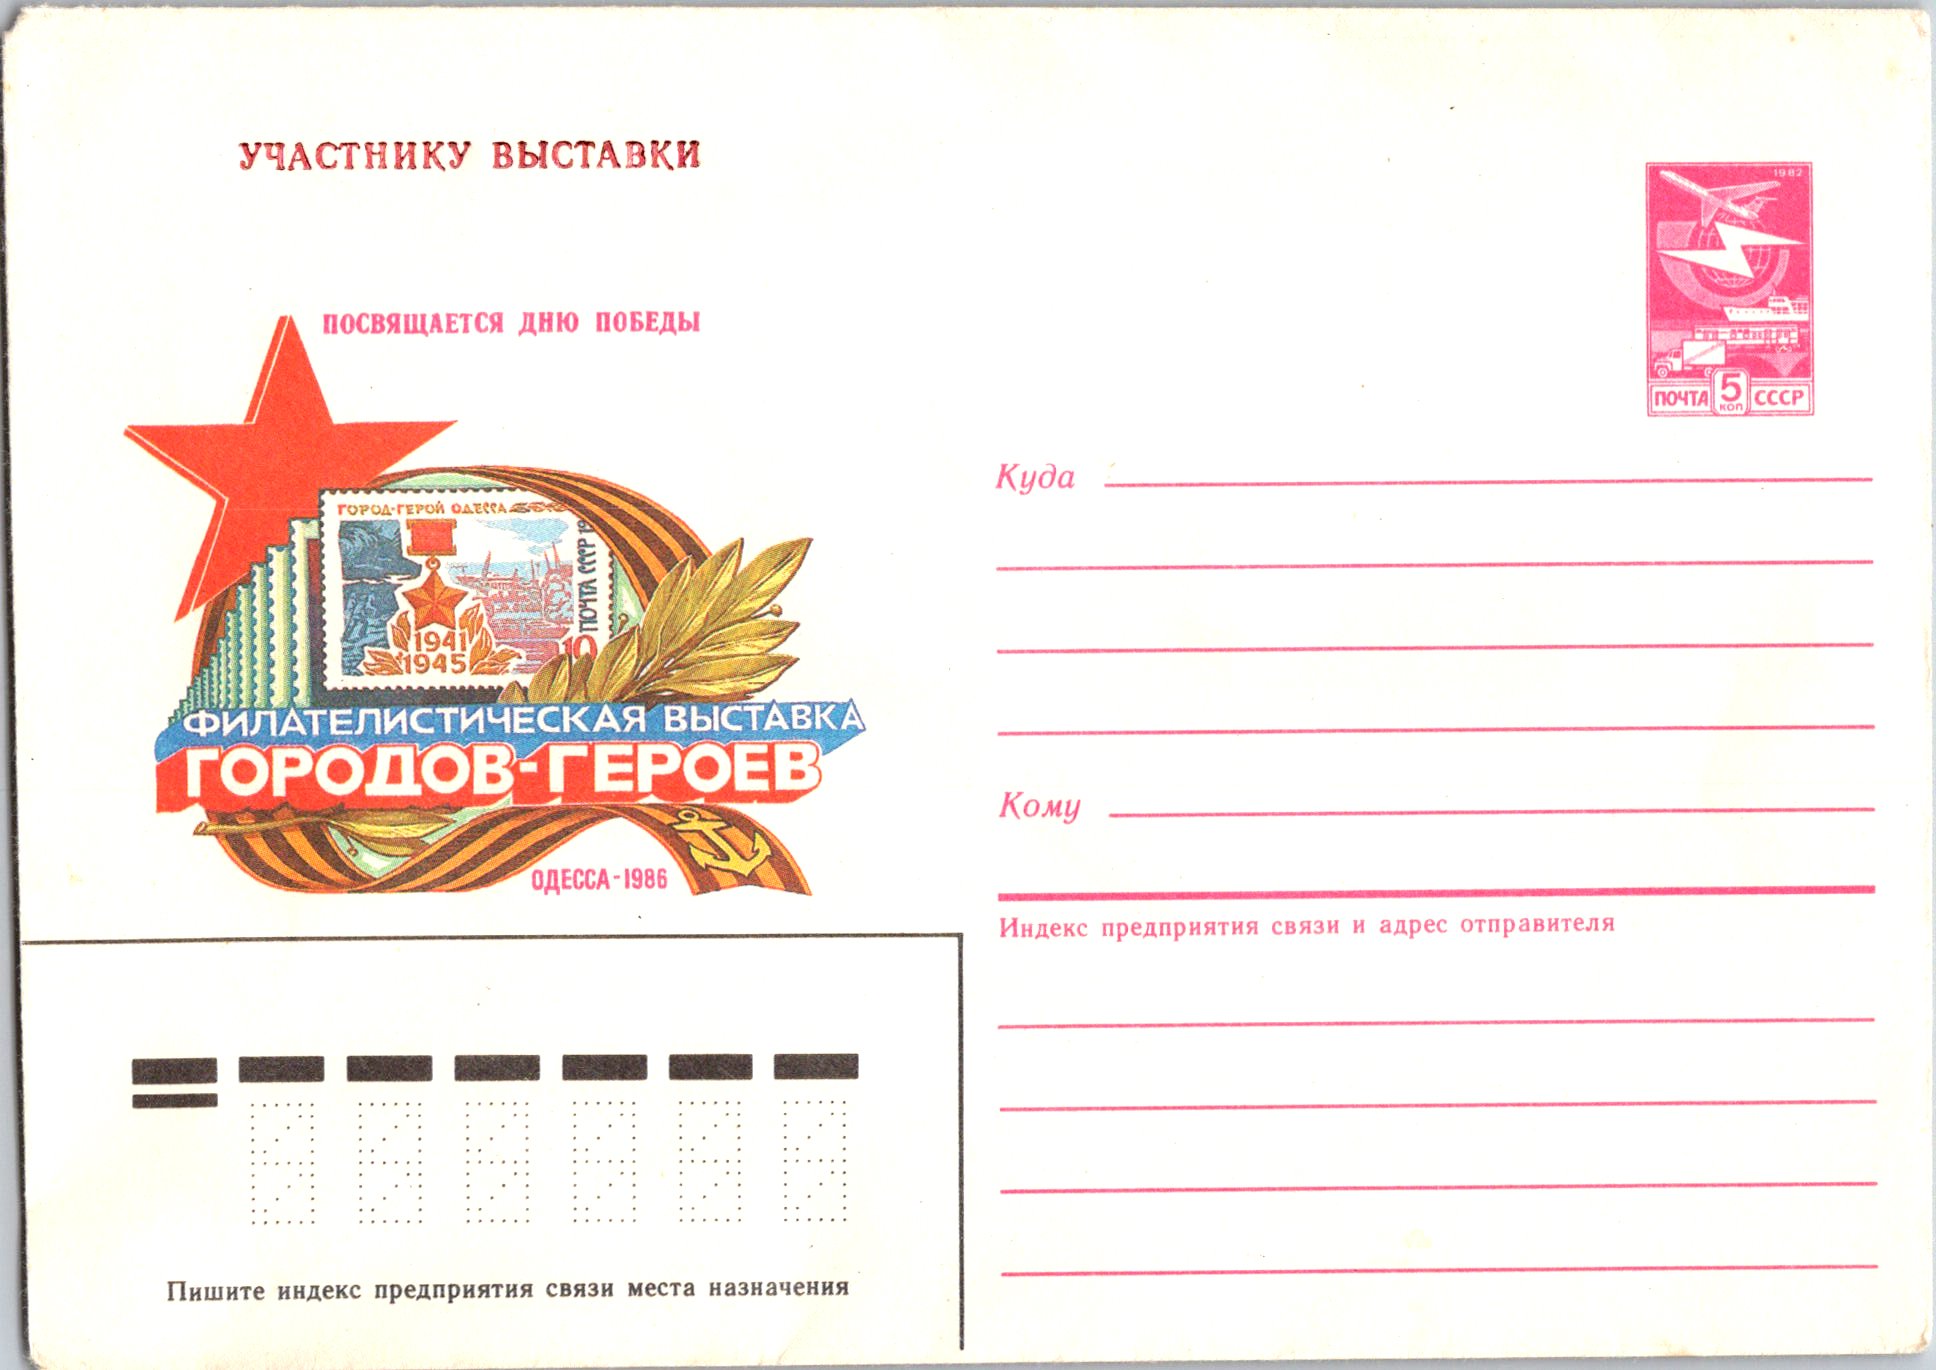 УЧАСТНИКУ ВЫСТАВКИ
ПОСВЯЩАЕТСЯ ДНЮ ПОБЕДЫ
ГОРОД-ГЕРОЙ ОДЕССА
1941
1945
ПОЧТА СССР 19
10
ФИЛАТЕЛИСТИЧЕСКАЯ ВЫСТАВКА
ГОРОДОВ-ГЕРОЕВ
ОДЕССА-1986
1982
ПОЧТА 5 КОП СССР
Куда
Кому
Индекс предприятия связи и адрес отправителя
Пишите индекс предприятия связи места назначения